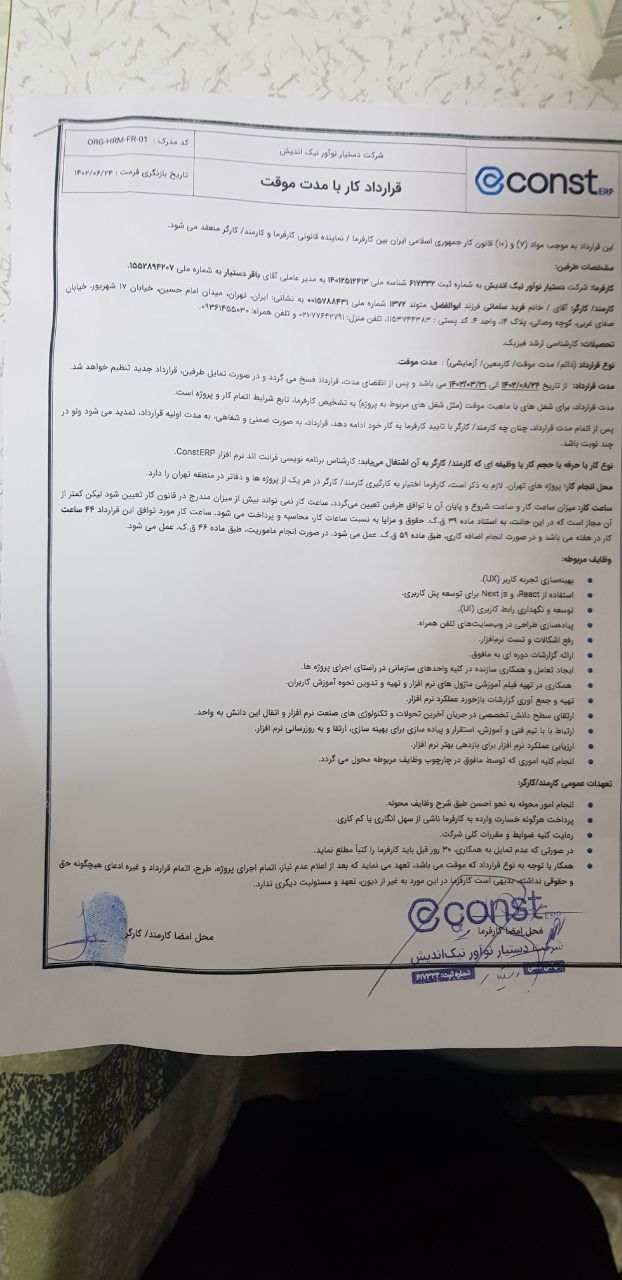 const ERP
شرکت دستیار نوآور نیک اندیش
قرارداد کار با مدت موقت
کد مدرک : ORG-HRM-FR-01
تاریخ بازنگری فرمت : ۱۴۰۲/۰۶/۲۴
این قرارداد به موجب مواد (۷) و (۱۰) قانون کار جمهوری اسلامی ایران بین کارفرما / نماینده قانونی کارفرما و کارمند/ کارگر منعقد می شود.
مشخصات طرفین:
کارفرما: شرکت دستیار نوآور نیک اندیش به شماره ثبت ۶۱۷۳۳۲ شناسه ملی ۱۴۰۱۲۵۱۲۴۱۳ به مدیر عاملی آقای باقر دستیار به شماره ملی ۱۵۵۲۸۹۴۲۰۷.
کارمند/ کارگر: آقای / خانم فرید سلمانی فرزند ابوالفضل، متولد ۱۳۷۲ شماره ملی ۰۰۱۵۷۸۸۴۳۱ به نشانی: ایران، تهران، میدان امام حسین، خیابان ۱۷ شهریور، خیابان
صفای غربی، کوچه وصالی، پلاک ۱۴، واحد ۴، کد پستی : ۱۱۵۳۷۴۴۳۸۳، تلفن منزل: ۰۲۱-۷۷۶۴۲۷۹۱ و تلفن همراه: ۰۹۳۶۱۴۵۵۰۳۰
تحصیلات: کارشناسی ارشد فیزیک.
نوع قرارداد (دائم/ موقت/ کارمعین/ آزمایشی) : مدت موقت.
مدت قرارداد: از تاریخ ۱۴۰۲/۰۸/۲۴ الی ۱۴۰۳/۰۳/۳۱ می باشد و پس از انقضای مدت، قرارداد فسخ می گردد و در صورت تمایل طرفین، قرارداد جدید تنظیم خواهد شد.
مدت قرارداد، برای شغل های با ماهیت موقت (مثل شغل های مربوط به پروژه) به تشخیص کارفرما، تابع شرایط اتمام کار و پروژه است.
پس از اتمام مدت قرارداد، چنان چه کارمند/ کارگر با تایید کارفرما به کار خود ادامه دهد، قرارداد، به صورت ضمنی و شفاهی، به مدت اولیه قرارداد، تمدید می شود ولو در
چند نوبت باشد.
نوع کار یا حرفه یا حجم کار یا وظیفه ای که کارمند/ کارگر به آن اشتغال می‌یابد: کارشناس برنامه نویسی فرانت اند نرم افزار ConstERP.
محل انجام کار: پروژه های تهران. لازم به ذکر است، کارفرما اختیار به کارگیری کارمند/ کارگر در هر یک از پروژه ها و دفاتر در منطقه تهران را دارد.
ساعت کار: میزان ساعت کار و ساعت شروع و پایان آن با توافق طرفین تعیین می‌گردد، ساعت کار نمی تواند بیش از میزان مندرج در قانون کار تعیین شود لیکن کمتر از
آن مجاز است که در این حالت، به استناد ماده ۳۹ ق.ک. حقوق و مزایا به نسبت ساعات کار، محاسبه و پرداخت می شود. ساعت کار مورد توافق این قرارداد ۴۴ ساعت
کار در هفته می باشد و در صورت انجام اضافه کاری، طبق ماده ۵۹ ق.ک. عمل می شود. در صورت انجام ماموریت، طبق ماده ۴۶ ق.ک. عمل می شود.
وظایف مربوطه:
• بهینه‌سازی تجربه کاربر (UX).
• استفاده از React، و Next js برای توسعه پنل کاربری.
• توسعه و نگهداری رابط کاربری (UI).
• پیاده‌سازی طراحی در وب‌سایت‌های تلفن همراه.
• رفع اشکالات و تست نرم‌افزار.
• ارائه گزارشات دوره ای به مافوق.
• ایجاد تعامل و همکاری سازنده در کلیه واحدهای سازمانی در راستای اجرای پروژه ها.
• همکاری در تهیه فیلم آموزشی ماژول های نرم افزار و تهیه و تدوین نحوه آموزش کاربران.
• تهیه و جمع آوری گزارشات بازخورد عملکرد نرم افزار.
• ارتقای سطح دانش تخصصی در جریان آخرین تحولات و تکنولوژی های صنعت نرم افزار و انتقال این دانش به واحد.
• ارتباط با با تیم فنی و آموزش، استقرار و پیاده سازی برای بهینه سازی، ارتقا و به روزرسانی نرم افزار.
• ارزیابی عملکرد نرم افزار برای بازدهی بهتر نرم افزار.
• انجام کلیه اموری که توسط مافوق در چارچوب وظایف مربوطه محول می گردد.
تعهدات عمومی کارمند/کارگر:
• انجام امور محوله به نحو احسن طبق شرح وظایف محوله.
• پرداخت هرگونه خسارت وارده به کارفرما ناشی از سهل انگاری یا کم کاری.
• رعایت کلیه ضوابط و مقررات کلی شرکت.
• در صورتی که عدم تمایل به همکاری، ۳۰ روز قبل باید کارفرما را کتباً مطلع نماید.
• همکار با توجه به نوع قرارداد که موقت می باشد، تعهد می نماید که بعد از اعلام عدم نیاز، اتمام اجرای پروژه، طرح، اتمام قرارداد و غیره ادعای هیچگونه حق
و حقوقی نداشته، بدیهی است کارفرما در این مورد به غیر از دیون، تعهد و مسئولیت دیگری ندارد.
const ERP
محل امضا کارفرما
محل امضا کارمند/ کارگر
شرکت دستیار نوآور نیک‌اندیش
شماره ثبت: ۶۱۷۳۳۲